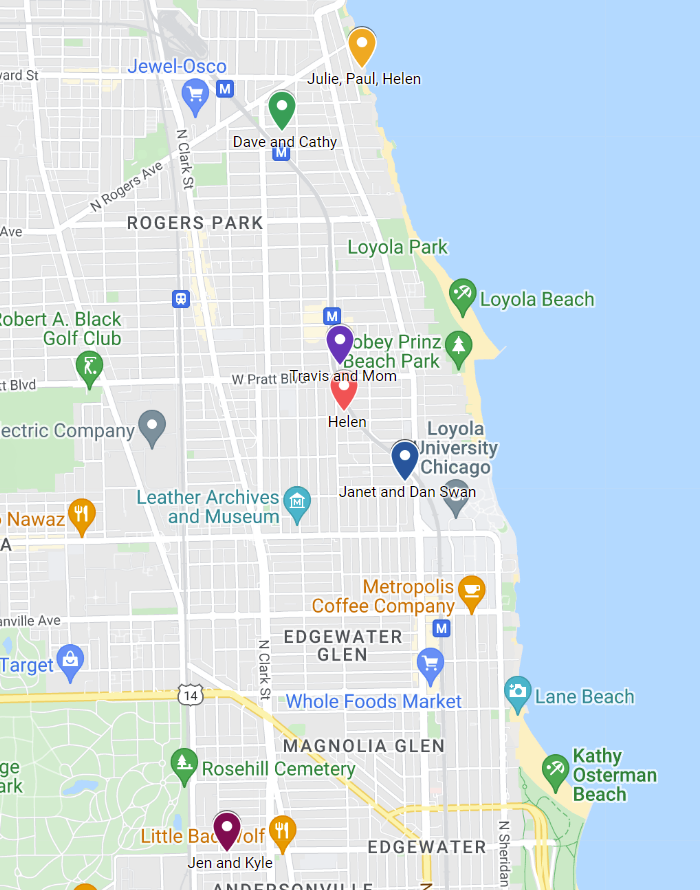 Jewel-Osco
ward St
Julie, Paul, Helen
M
Dave and Cathy
M
N Clark St
N Rogers Ave
ROGERS PARK
Ave
Loyola Park
Loyola Beach
Robert A. Black
Golf Club
M
obey Prinz
Beach Park
Travis and Mom
tt Blvd
W Pratt Blvd
Helen
ectric Company
Loyola
University
Chicago
Janet and Dan Swan
Leather Archives
and Museum
o Nawaz
A
Metropolis
Coffee Company
anville Ave
M
EDGEWATER
GLEN
N Clark St
Target
Whole Foods Market
14
Lane Beach
MAGNOLIA GLEN
Rosehill Cemetery
ge
ark
Kathy
Osterman
Beach
Little Bad Wolf
Jen and Kyle
EDGEWATER
N Sheridan
ANDERSONVILLE
N